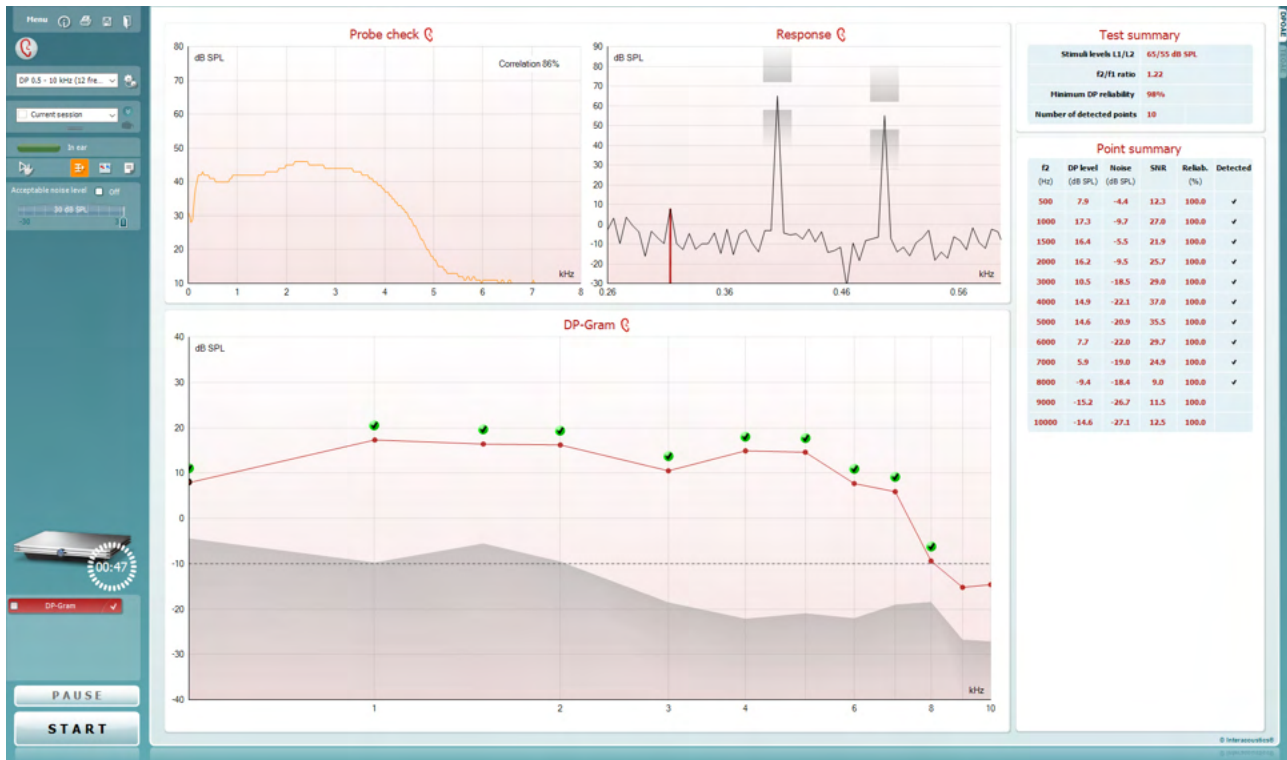 Menu
DP 0.5 - 10 kHz (12 fre...
Current session
In ear
Acceptable noise level Off
30 dB SPL
-30
00:47
DP-Gram
PAUSE
START
Probe check
dB SPL
Correlation 86%
80
70
60
50
40
30
20
10
kHz
0 1 2 3 4 5 6 7 8
Response
dB SPL
90
80
70
60
50
40
30
20
10
0
-10
-20
-30
kHz
0.26 0.36 0.46 0.56
DP-Gram
dB SPL
40
30
20
10
0
-10
-20
-30
-40
kHz
1 2 3 4 6 8 10
Test summary
Stimuli levels L1/L2 65/55 dB SPL
f2/f1 ratio 1.22
Minimum DP reliability 98%
Number of detected points 10
Point summary
f2 DP level Noise SNR Reliab. Detected
(Hz) (dB SPL) (dB SPL) (%)
500 7.9 -4.4 12.3 100.0 ✓
1000 17.3 -9.7 27.0 100.0 ✓
1500 16.4 -5.5 21.9 100.0 ✓
2000 16.2 -9.5 25.7 100.0 ✓
3000 10.5 -18.5 29.0 100.0 ✓
4000 14.9 -22.1 37.0 100.0 ✓
5000 14.6 -20.9 35.5 100.0 ✓
6000 7.7 -22.0 29.7 100.0 ✓
7000 5.9 -19.0 24.9 100.0 ✓
8000 -9.4 -18.4 9.0 100.0 ✓
9000 -15.2 -26.7 11.5 100.0
10000 -14.6 -27.1 12.5 100.0
DPOAE
© Interacoustics®